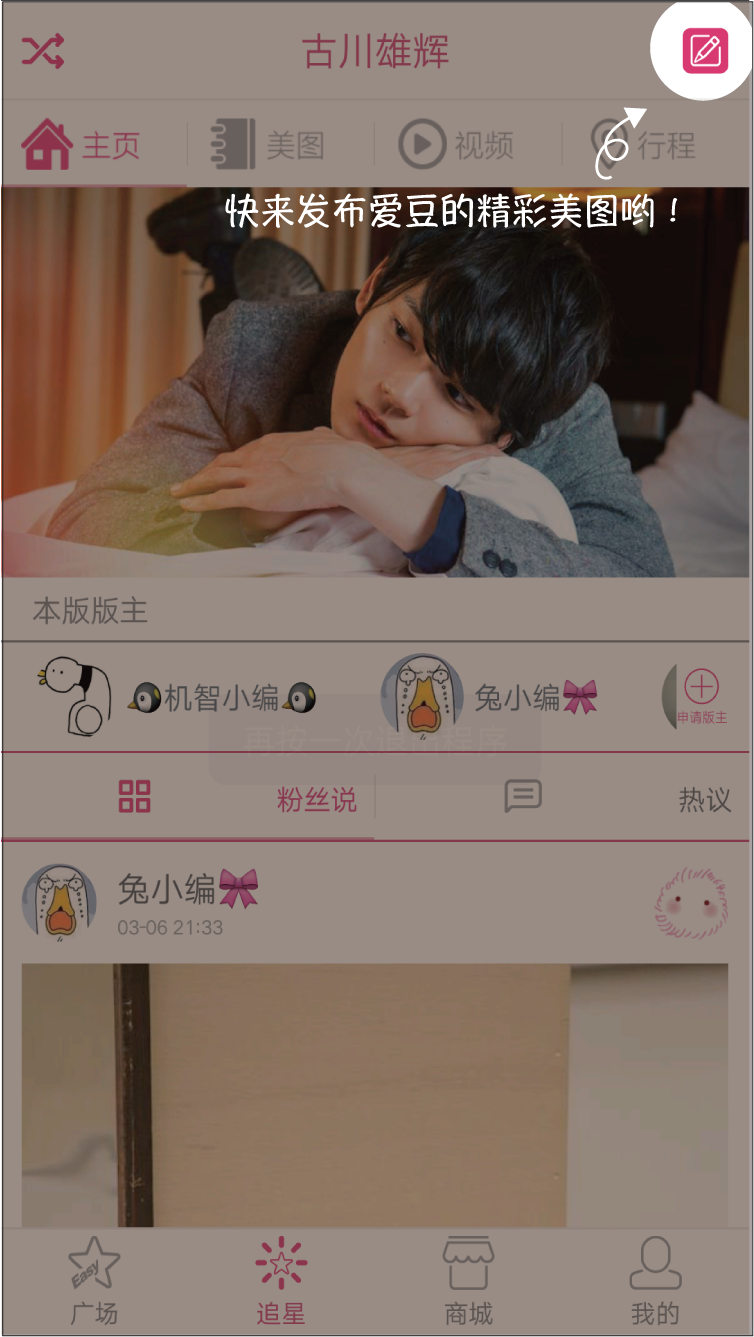 古川雄辉
主页
美图
视频
行程
快来发布爱豆的精彩美图哟！
本版版主
🐧机智小编🐧
兔小编🎀
申请版主
再按一次退出程序
粉丝说
热议
兔小编🎀
03-06 21:33
Easy
广场
追星
商城
我的